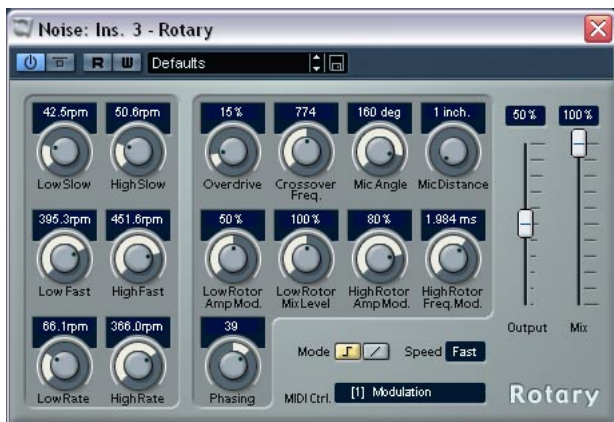 Noise: Ins. 3 - Rotary
R W Defaults
42.5rpm 50.6rpm 15% 774 160 deg 1 inch. 50% 100%
Low Slow High Slow Overdrive Crossover Freq. Mic Angle Mic Distance
395.3rpm 451.6rpm 50% 100% 80% 1.984 ms
Low Fast High Fast Low Rotor Amp Mod. Low Rotor Mix Level High Rotor Amp Mod. High Rotor Freq. Mod.
Output Mix
66.1rpm 366.0rpm 39
Mode Speed Fast
Low Rate High Rate Phasing MIDI Ctrl. [1] Modulation
Rotary